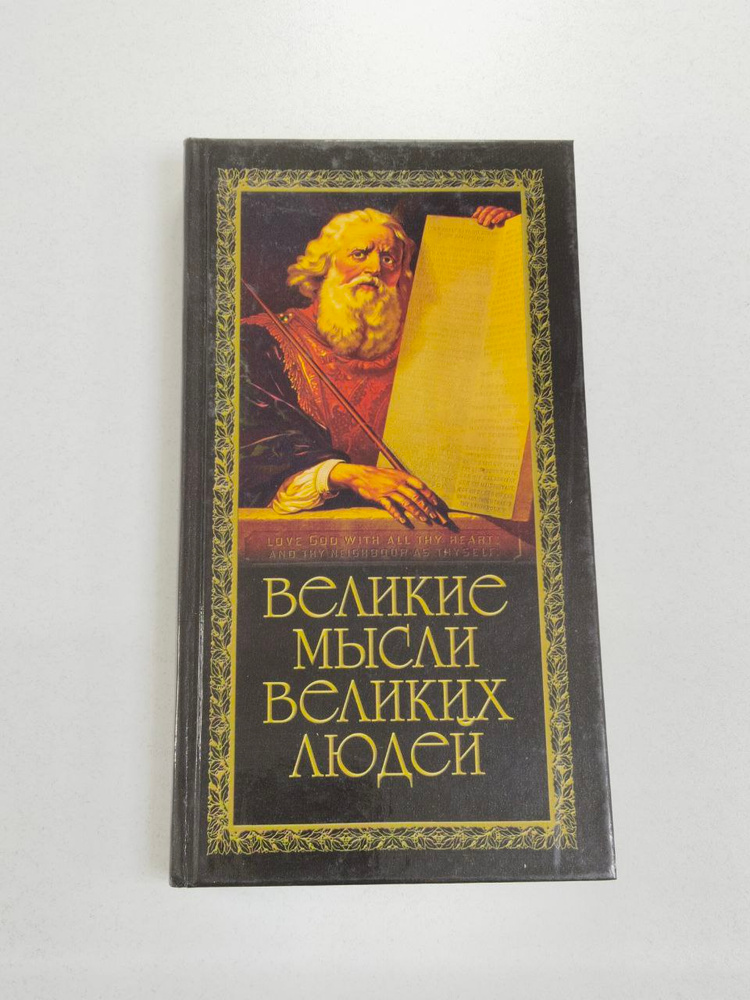 LOVE GOD WITH ALL THY HEART;
AND THY NEIGHBOUR AS THYSELF.
ВЕЛИКИЕ
МЫСЛИ
ВЕЛИКИХ
ЛЮДЕЙ